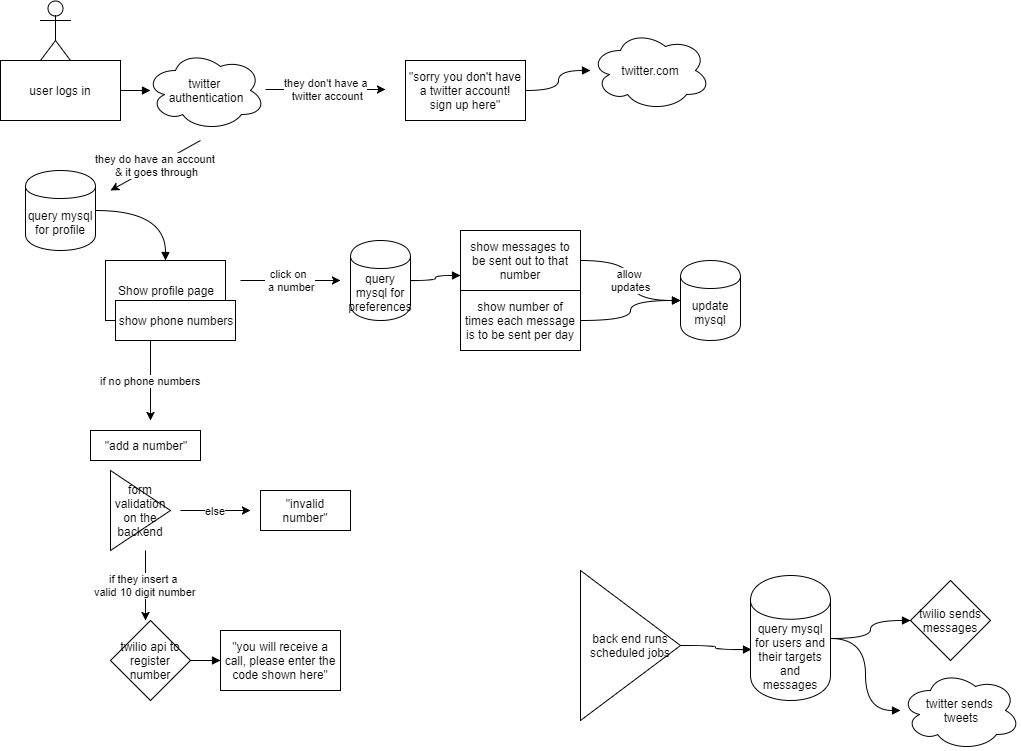 user logs in
twitter
authentication
they don't have a
twitter account
"sorry you don't have
a twitter account!
sign up here"
twitter.com
they do have an account
& it goes through
query mysql
for profile
Show profile page
show phone numbers
click on
a number
query
mysql for
preferences
show messages to
be sent out to that
number
show number of
times each message
is to be sent per day
allow
updates
update
mysql
if no phone numbers
"add a number"
form
validation
on the
backend
else
"invalid
number"
if they insert a
valid 10 digit number
twilio api to
register
number
"you will receive a
call, please enter the
code shown here"
back end runs
scheduled jobs
query mysql
for users and
their targets
and
messages
twilio sends
messages
twitter sends
tweets